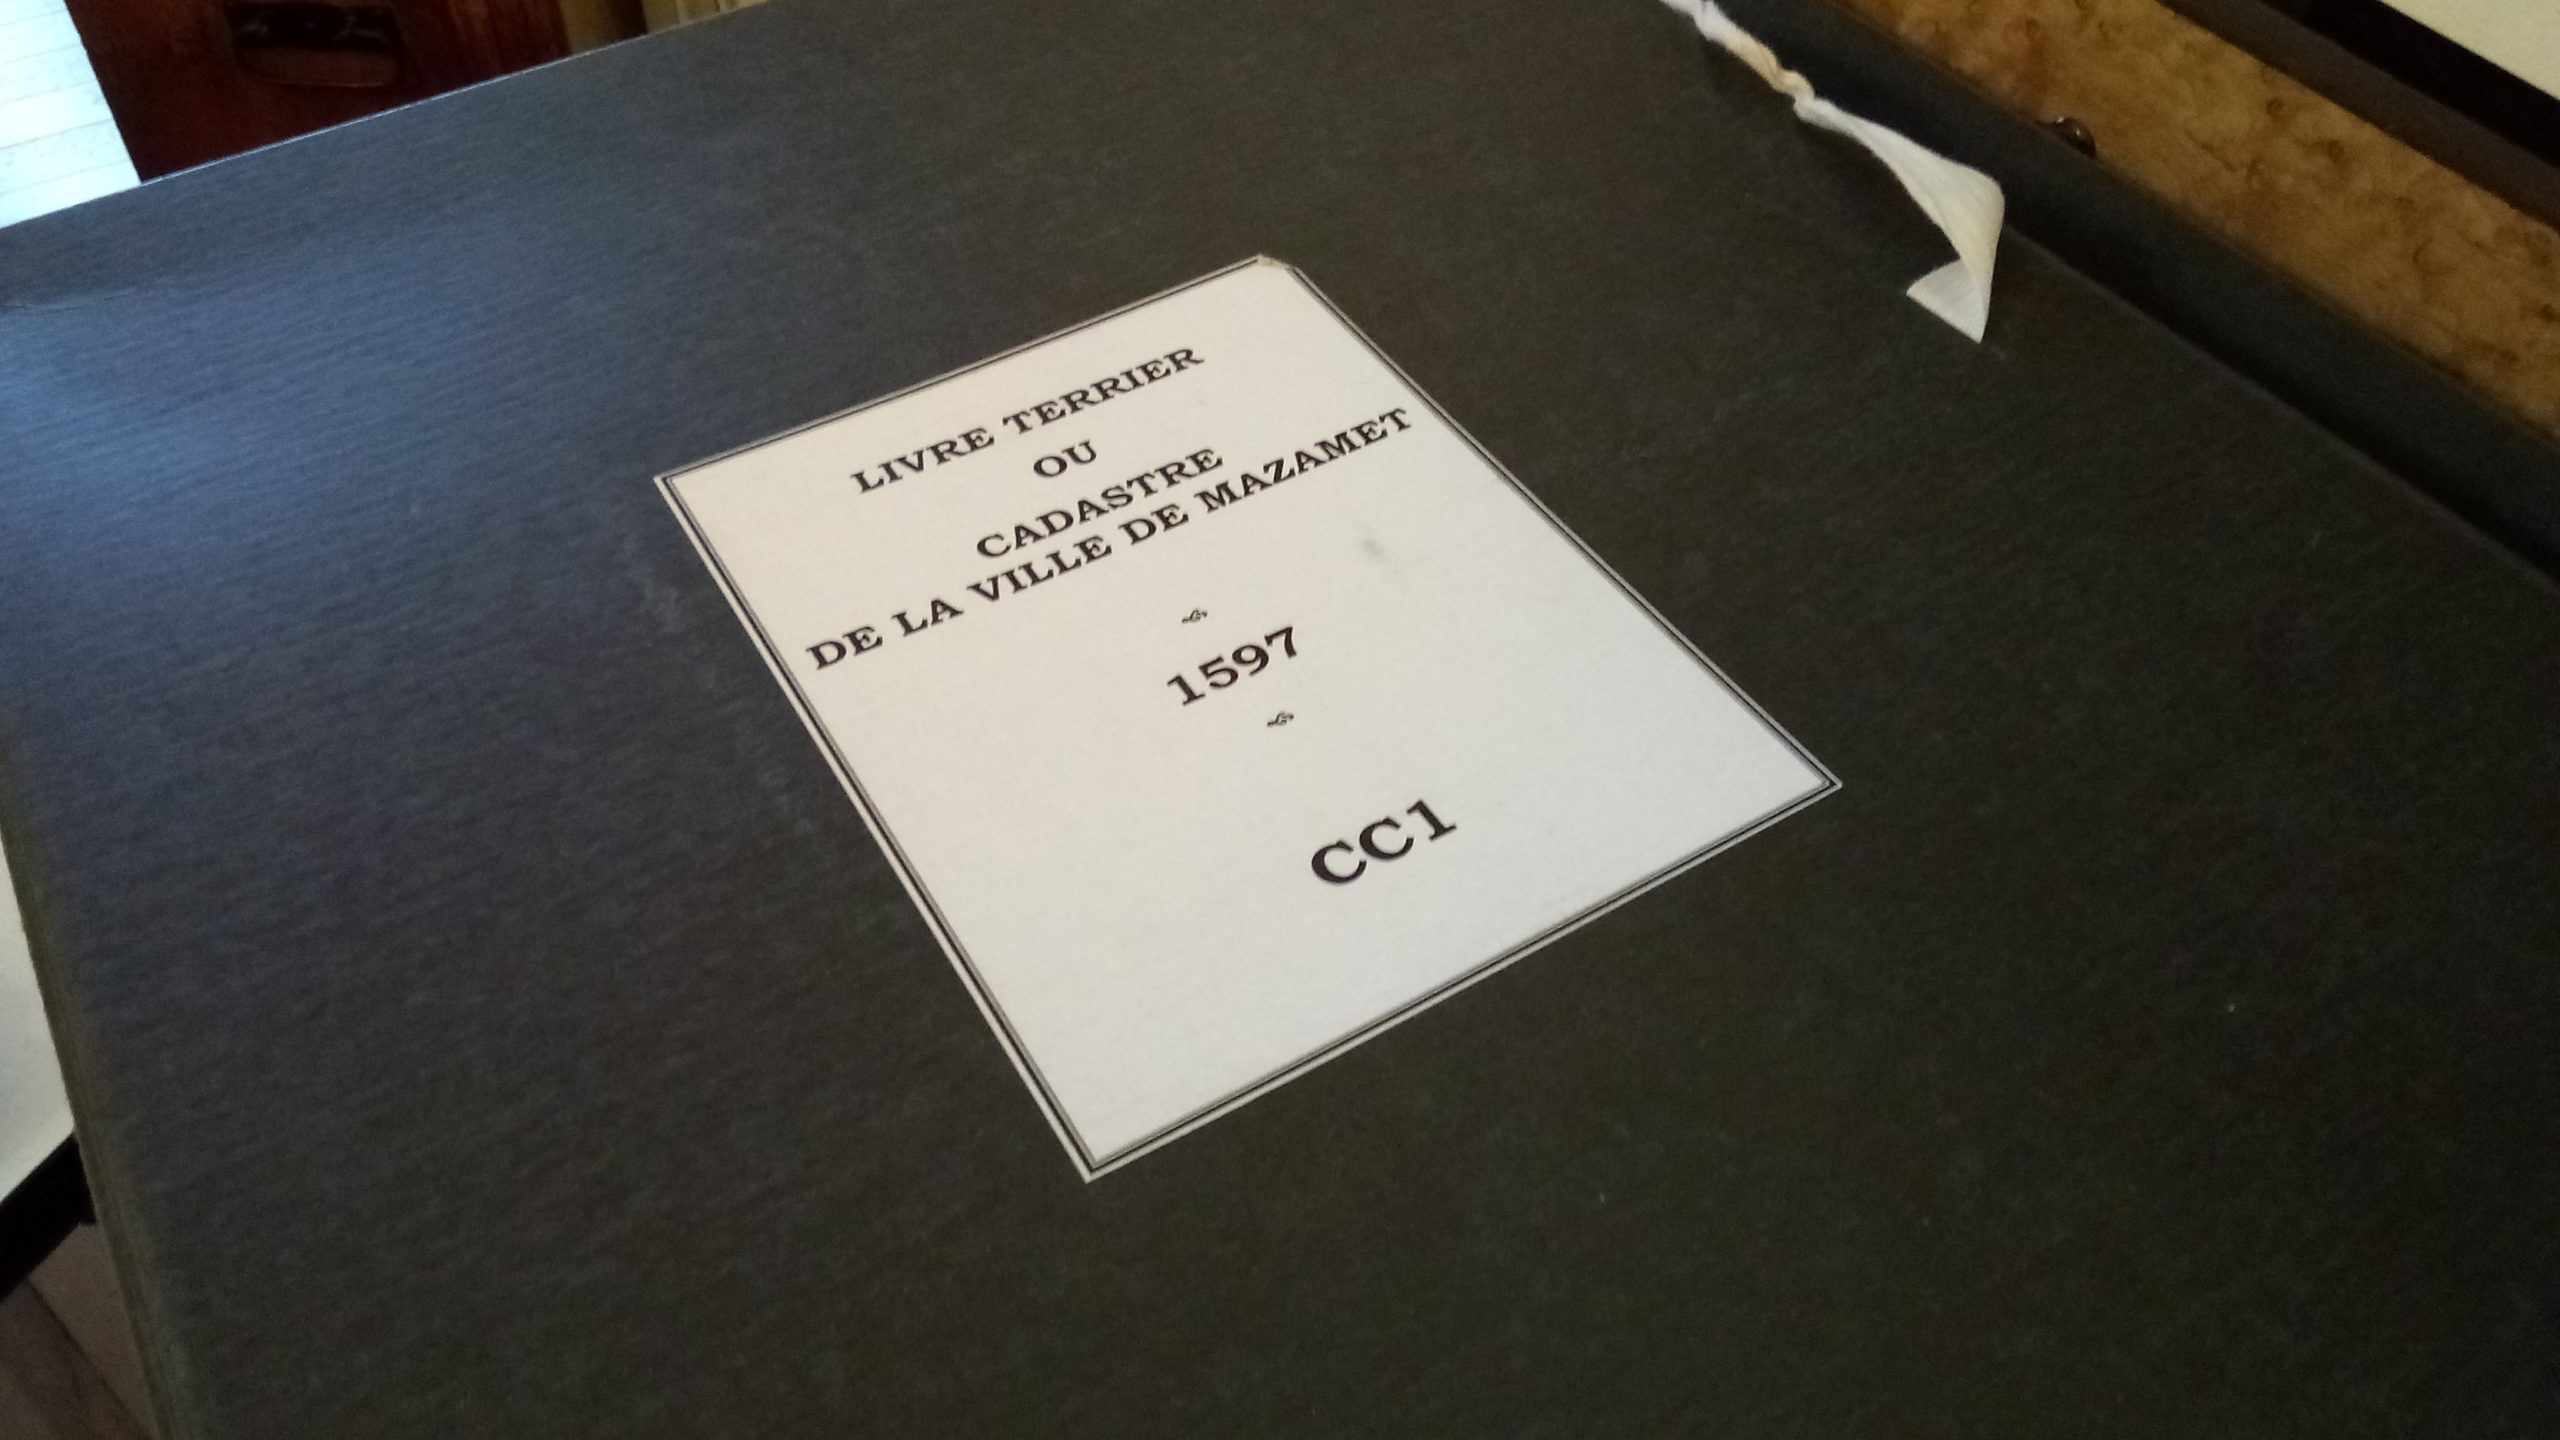 LIVRE TERRIER
OU
CADASTRE
DE LA VILLE DE MAZAMET
1597
CC1